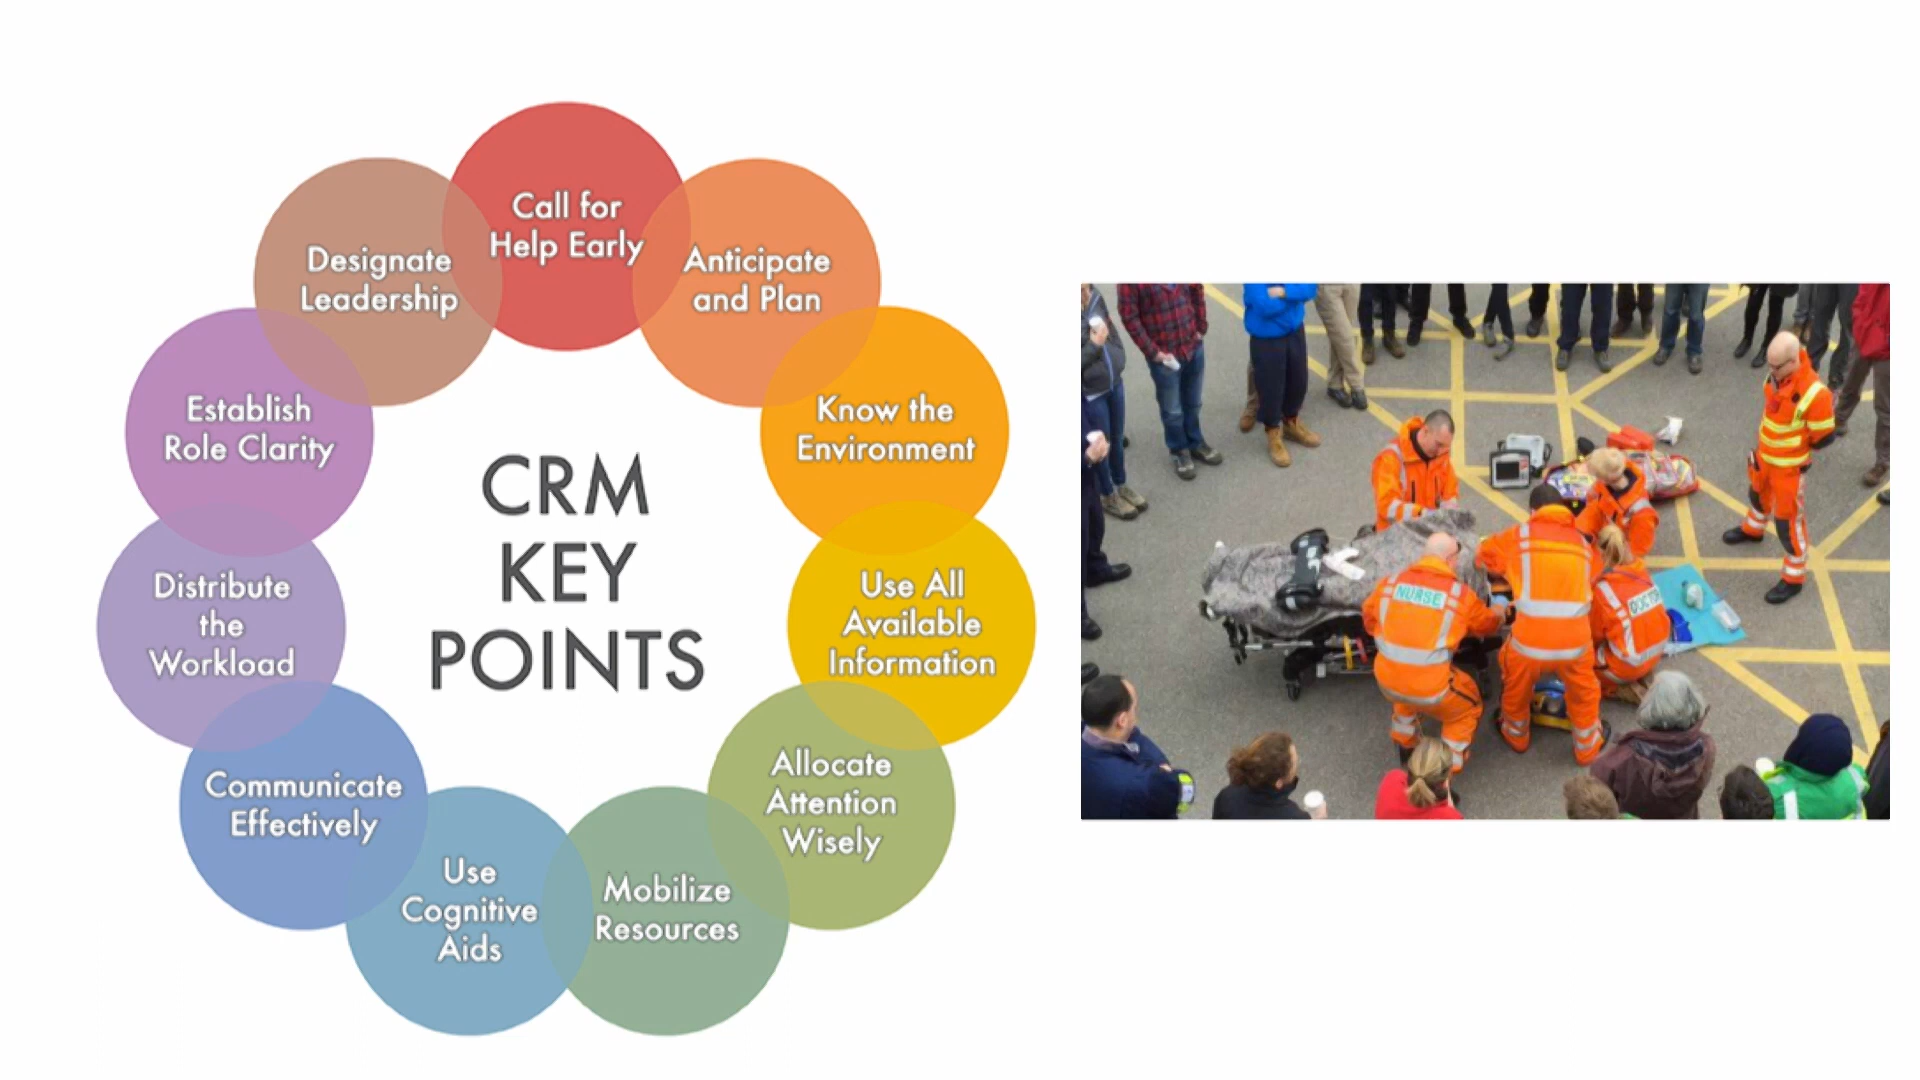 Call for
Help Early
Anticipate
and Plan
Know the
Environment
Use All
Available
Information
Allocate
Attention
Wisely
Mobilize
Resources
Use
Cognitive
Aids
Communicate
Effectively
Distribute
the
Workload
Establish
Role Clarity
Designate
Leadership
CRM
KEY
POINTS
NURSE
DOCTOR